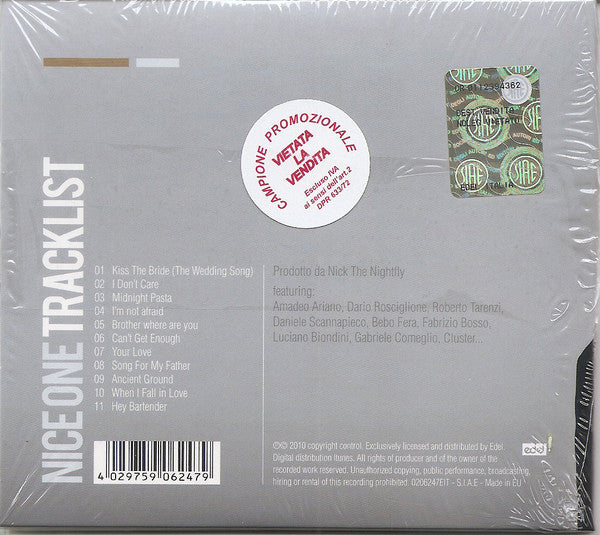 NICE ONE TRACKLIST
CAMPIONE PROMOZIONALE
VIETATA
LA
VENDITA
Escluso IVA
ai sensi dell'art.2
DPR 633/72
SIAE
EDEL ITALIA
01 Kiss The Bride (The Wedding Song)
02 I Don't Care
03 Midnight Pasta
04 I'm not afraid
05 Brother where are you
06 Can't Get Enough
07 Your Love
08 Song For My Father
09 Ancient Ground
10 When I Fall in Love
11 Hey Bartender
Prodotto da Nick The Nightfly
featuring:
Amadeo Ariano, Dario Rosciglione, Roberto Tarenzi,
Daniele Scannapieco, Bebo Fera, Fabrizio Bosso,
Luciano Biondini, Gabriele Comeglio, Cluster...
4 029759 062479
℗© 2010 copyright control. Exclusively licensed and distributed by Edel.
Digital distribution Itunes. All rights of producer and of the owner of the
recorded work reserved. Unauthorized copying, public performance, broadcasting,
hiring or rental of this recording prohibited. 0206247EIT - S.I.A.E - Made in EU
edel